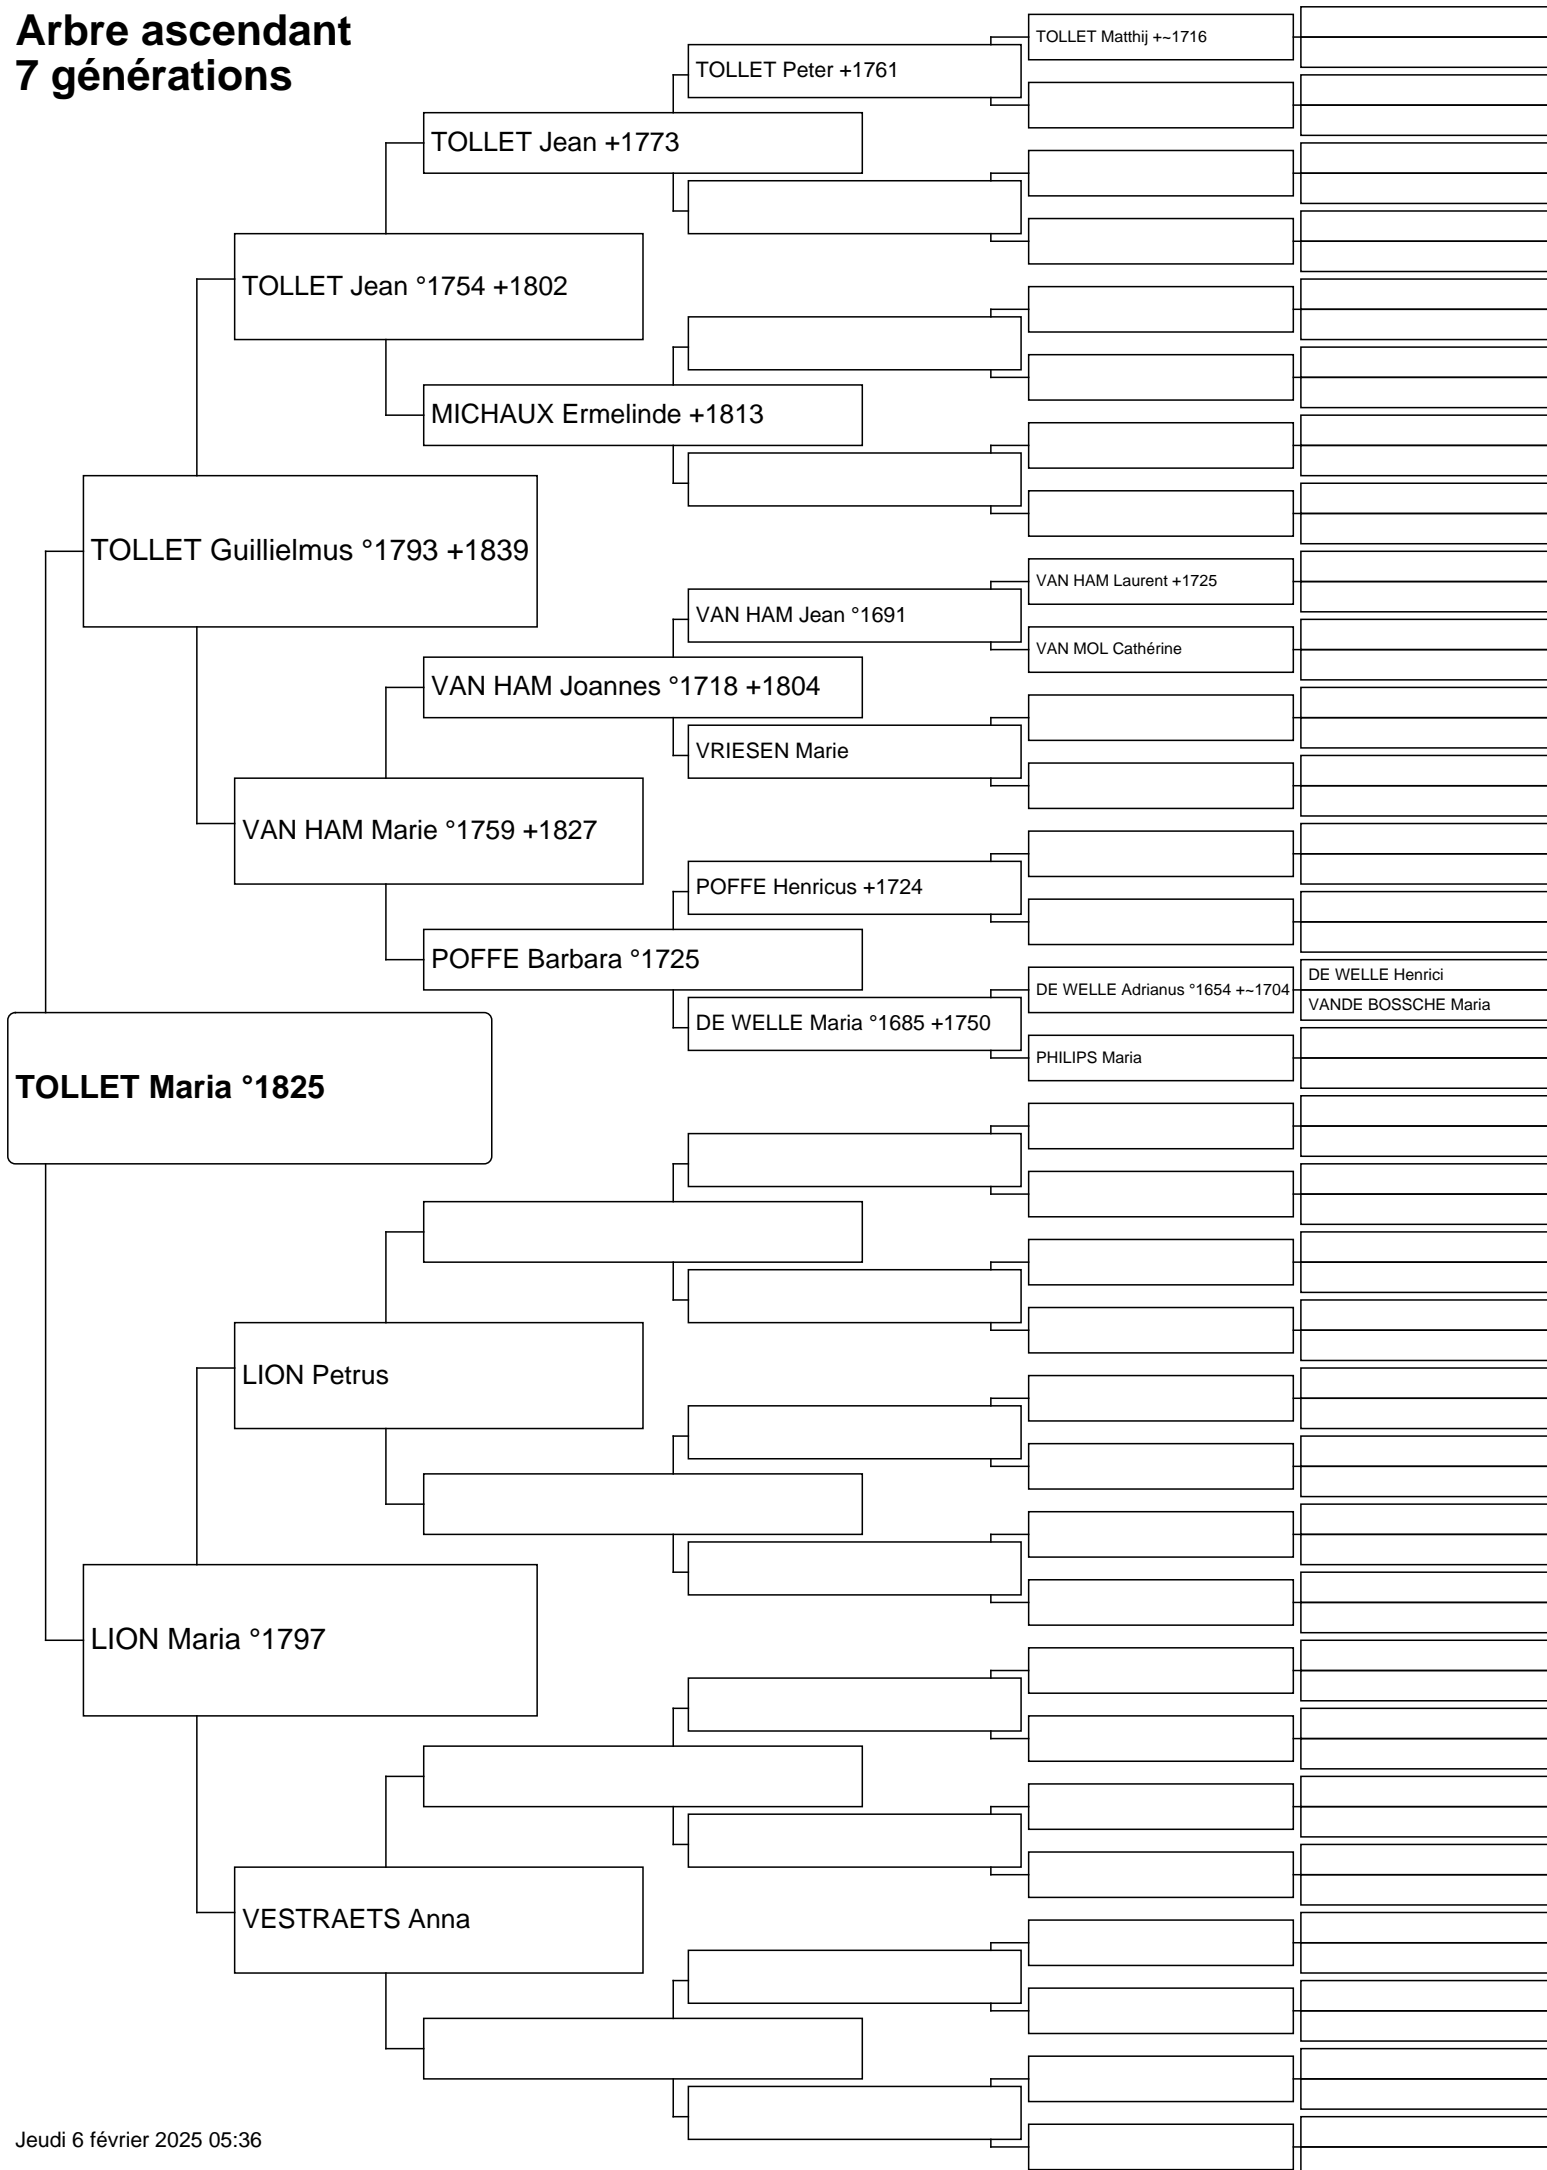 Arbre ascendant
7 générations
TOLLET Matthij +~1716
TOLLET Peter +1761
TOLLET Jean +1773
TOLLET Jean °1754 +1802
MICHAUX Ermelinde +1813
TOLLET Guillielmus °1793 +1839
VAN HAM Laurent +1725
VAN HAM Jean °1691
VAN MOL Cathérine
VAN HAM Joannes °1718 +1804
VRIESEN Marie
VAN HAM Marie °1759 +1827
POFFE Henricus +1724
POFFE Barbara °1725
DE WELLE Henrici
DE WELLE Adrianus °1654 +~1704
VANDE BOSSCHE Maria
DE WELLE Maria °1685 +1750
PHILIPS Maria
TOLLET Maria °1825
LION Petrus
LION Maria °1797
VESTRAETS Anna
Jeudi 6 février 2025 05:36